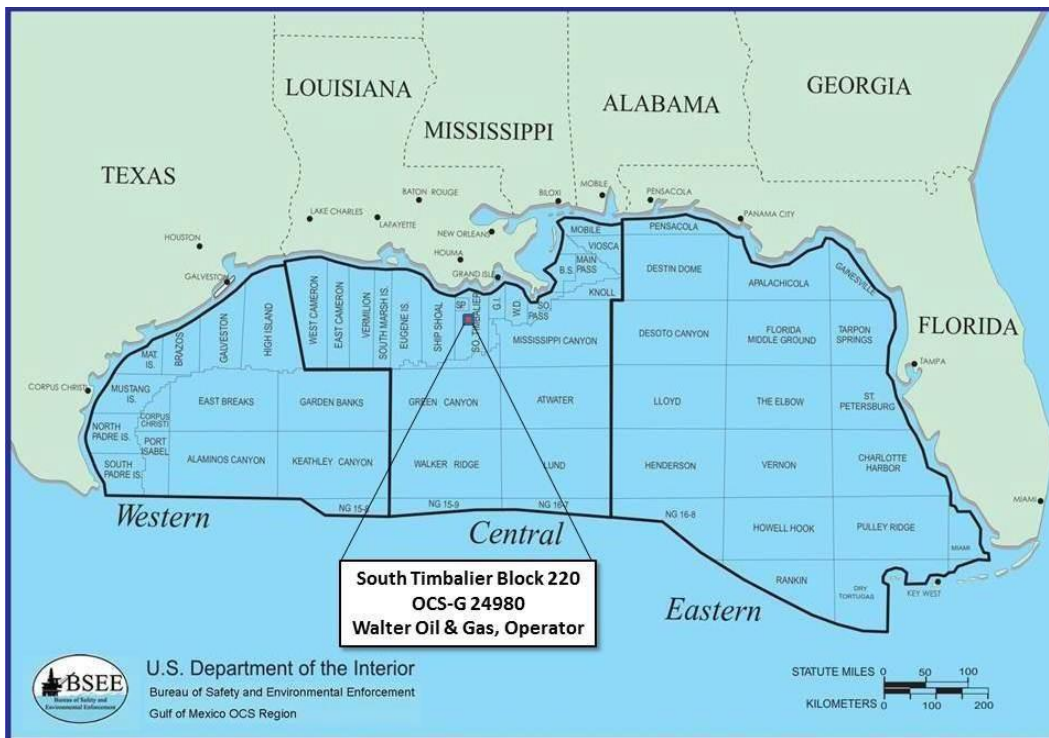 GEORGIA
LOUISIANA
ALABAMA
MISSISSIPPI
TEXAS
BATON ROUGE
BILOXI
MOBILE
PENSACOLA
LAKE CHARLES
LAFAYETTE
PANAMA CITY
NEW ORLEANS
HOUSTON
HOUMA
GRAND ISLE
GALVESTON
MOBILE
VIOSCA
MAIN
PASS
B.S.
KNOLL
PENSACOLA
DESTIN DOME
APALACHICOLA
GAINESVILLE
WEST CAMERON
EAST CAMERON
VERMILION
SOUTH MARSH IS.
EUGENE IS.
SHIP SHOAL
SO. TIMBALIER
G.I.
W.D.
SO.
PASS
MISSISSIPPI CANYON
DESOTO CANYON
FLORIDA
MIDDLE GROUND
TARPON
SPRINGS
FLORIDA
TAMPA
MAT.
IS.
BRAZOS
GALVESTON
HIGH ISLAND
CORPUS CHRISTI
MUSTANG
IS.
CORPUS
CHRISTI
EAST BREAKS
GARDEN BANKS
GREEN CANYON
ATWATER
LLOYD
THE ELBOW
ST.
PETERSBURG
NORTH
PADRE IS.
PORT
ISABEL
SOUTH
PADRE IS.
ALAMINOS CANYON
KEATHLEY CANYON
WALKER RIDGE
LUND
HENDERSON
VERNON
CHARLOTTE
HARBOR
MIAMI
NG 15-8
NG 15-9
NG 16-7
NG 16-8
HOWELL HOOK
PULLEY RIDGE
MIAMI
Western
Central
Eastern
RANKIN
DRY
TORTUGAS
KEY WEST
South Timbalier Block 220
OCS-G 24980
Walter Oil & Gas, Operator
BSEE
Bureau of Safety and
Environmental Enforcement
U.S. Department of the Interior
Bureau of Safety and Environmental Enforcement
Gulf of Mexico OCS Region
STATUTE MILES 0 50 100
KILOMETERS 0 100 200